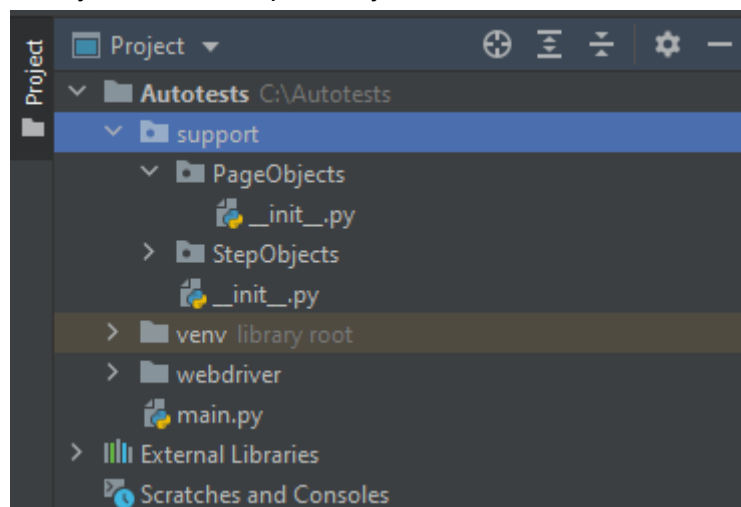 Project
Project
Autotests C:\Autotests
support
PageObjects
__init__.py
StepObjects
__init__.py
venv library root
webdriver
main.py
External Libraries
Scratches and Consoles